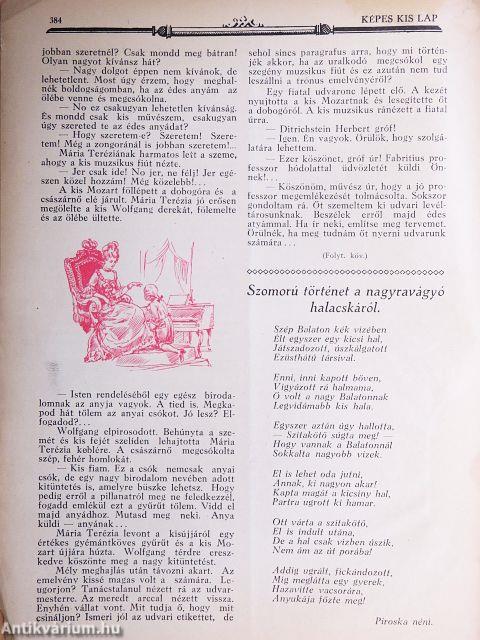 384
KÉPES KIS LAP
jobban szeretnél? Csak mondd meg bátran!
Olyan nagyot kívánsz hát?
— Nagy dolgot éppen nem kívánok, de
lehetetlent. Most úgy érzem, hogy meghal-
nék boldogságomban, ha az édes anyám az
ölébe venne és megcsókolna.
— No ez csakugyan lehetetlen kívánság.
És mondd csak kis művészem, csakugyan
úgy szereted te az édes anyádat?
— Hogy szeretem-e? Szeretem! Szere-
tem! Még a zongoránál is jobban szeretem!...
Mária Teréziának harmatos lett a szeme,
ahogy a kis muzsikus fiút nézte.
— Jer csak ide! No jer, ne félj! Jer egé-
szen közel hozzám! Még közelebb!...
A kis Mozart föllépett a dobogóra és a
császárnő elé járult. Mária Terézia jó erősen
megölelte a kis Wolfgang derekát, fölemelte
és az ölébe ültette.
— Isten rendeléséből egy egész biroda-
lomnak az anyja vagyok. A tied is. Megka-
pod hát tőlem az anyai csókot. Jó lesz? El-
fogadod?...
Wolfgang elpirosodott. Behúnyta a sze-
mét és kis fejét szelíden lehajtotta Mária
Terézia keblére. A császárnő megcsókolta
szép, fehér homlokát.
— Kis fiam. Ez a csók nemcsak anyai
csók, de egy nagy birodalom nevében adott
kitüntetés is, amelyre büszke lehetsz. Hogy
pedig erről a pillanatról meg ne feledkezzél,
fogadd emlékül ezt a gyűrűt tőlem. Vidd el
majd anyádhoz. Mutasd meg neki. Anya
küldi — anyának...
Mária Terézia levont a kisújjáról egy
értékes gyémántköves gyűrűt és a kis Mo-
zart újjára húzta. Wolfgang térdre eresz-
kedve köszönte meg a nagy kitüntetést.
Mély meghajlás után távozni akart. Az
emelvény kissé magas volt a számára. Le-
ugorjon? Tanácstalanul nézett rá az udvar-
mesterre. Az meredt arccal nézett vissza.
Enyhén vállat vont. Mit tudja ő, hogy mit
csináljon? Ismeri jól az udvari etikettet, de
sehol sincs paragrafus arra, hogy mi történ-
jék akkor, ha az uralkodó megcsókol egy
szegény muzsikus fiút és ez azután nem tud
leszállni a trónus emelvényéről?
Egy fiatal udvaronc lépett elő. A kezét
nyujtotta a kis Mozartnak és lesegítette őt
a dobogóról. A kis muzsikus ránézett a fiatal
úrra.
— Ditrichstein Herbert gróf!
— Igen. Én vagyok. Örülök, hogy szolgá-
latára lehettem.
— Ezer köszönet, gróf úr! Fabritius pro-
fesszor hódolattal üdvözletét küldi Ön-
nek!...
— Köszönöm, művész úr, hogy a jó pro-
fesszor megemlékezését tolmácsolta. Sokszor
gondoltam rá. Őt szemeltem ki udvari levél-
tárosunknak. Beszélek erről majd édes
atyámmal. Ha ír neki, említse meg tervemet.
Örülnék, ha meg tudnám őt nyerni udvarunk
számára...
(Folyt. köv.)
Szomorú történet a nagyravágyó
halacskáról.
Szép Balaton kék vizében
Élt egyszer egy kicsi hal,
Játszadozott, úszkálgatott
Ezüsthátú társival.
Enni, inni kapott bőven,
Vigyázott rá halmama,
Ő volt a nagy Balatonnak
Legvidámabb kis hala.
Egyszer aztán úgy hallotta,
— Szitakötő súgta meg! —
Hogy vannak a Balatonnál
Sokkalta nagyobb vizek.
El is lehet oda jutni,
Annak, ki nagyon akar!
Kapta magát a kicsiny hal,
Partra ugrott ki hamar.
Ott várta a szitakötő,
El is indult utána,
De a hal csak vízben úszik,
Nem ám az út porába!
Addig ugrált, fickándozott,
Míg meglátta egy gyerek,
Hazavitte vacsorára,
Anyukája főzte meg!
Piroska néni.
Antikvárium.hu